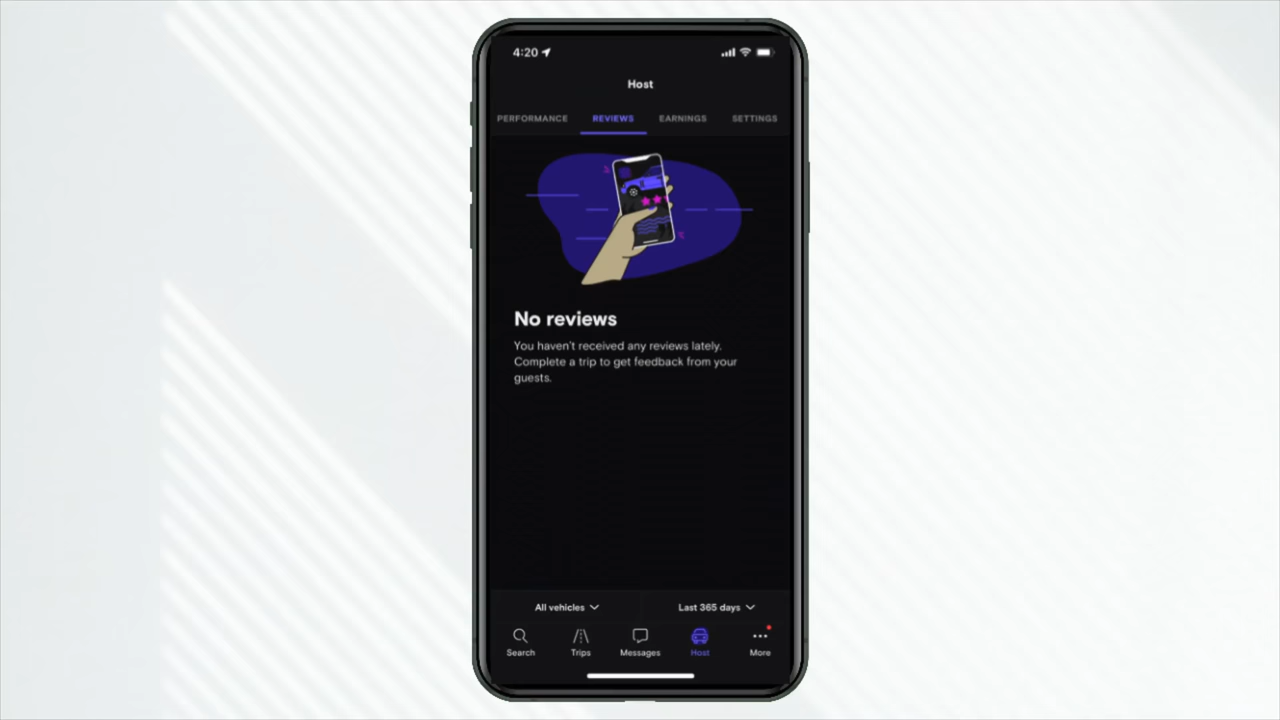 4:20
Host
PERFORMANCE REVIEWS EARNINGS SETTINGS
No reviews
You haven't received any reviews lately.
Complete a trip to get feedback from your
guests.
All vehicles Last 365 days
Search Trips Messages Host More